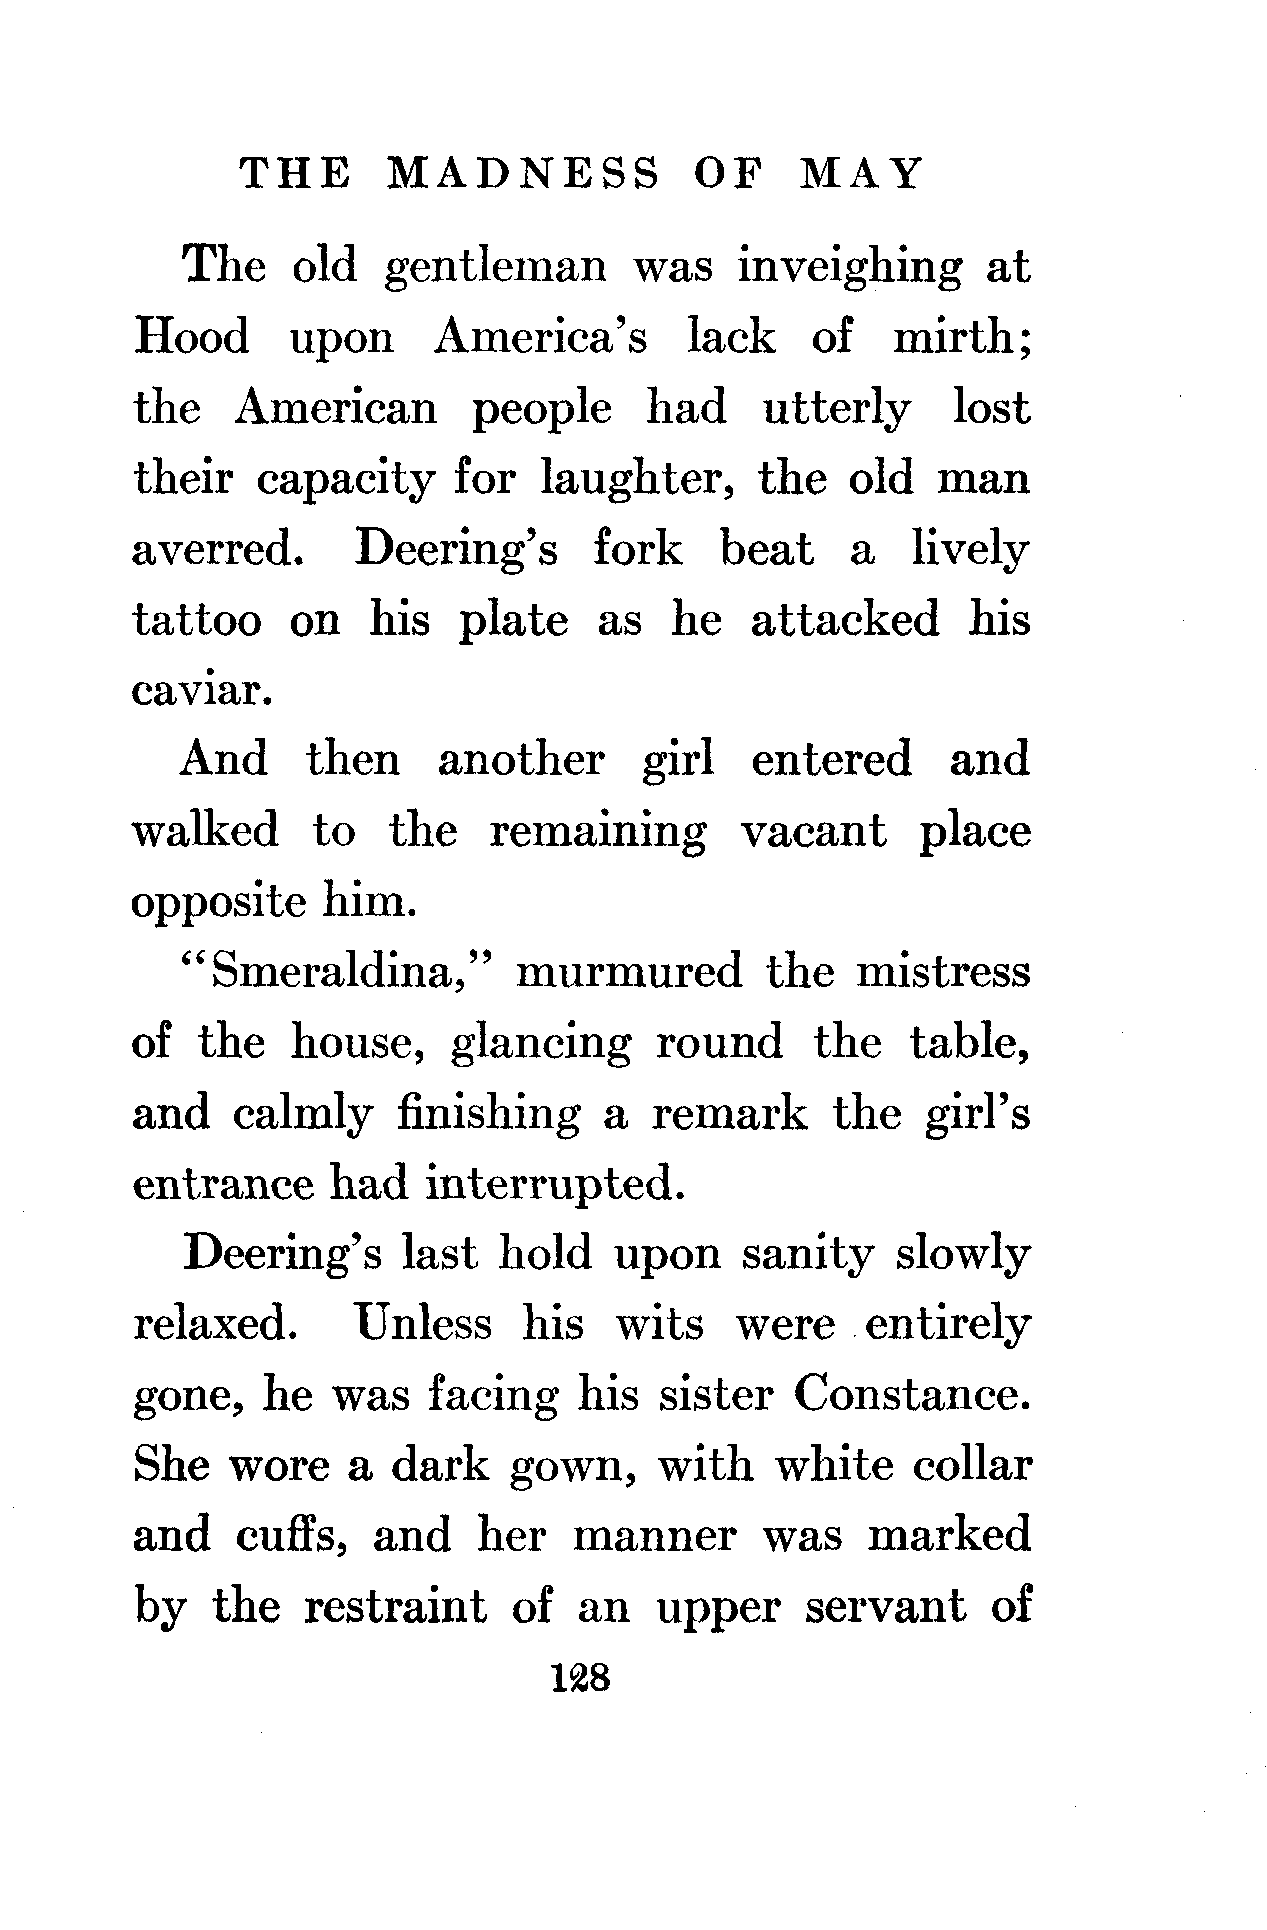 THE MADNESS OF MAY
The old gentleman was inveighing at
Hood upon America's lack of mirth;
the American people had utterly lost
their capacity for laughter, the old man
averred. Deering's fork beat a lively
tattoo on his plate as he attacked his
caviar.
And then another girl entered and
walked to the remaining vacant place
opposite him.
"Smeraldina," murmured the mistress
of the house, glancing round the table,
and calmly finishing a remark the girl's
entrance had interrupted.
Deering's last hold upon sanity slowly
relaxed. Unless his wits were entirely
gone, he was facing his sister Constance.
She wore a dark gown, with white collar
and cuffs, and her manner was marked
by the restraint of an upper servant of
128